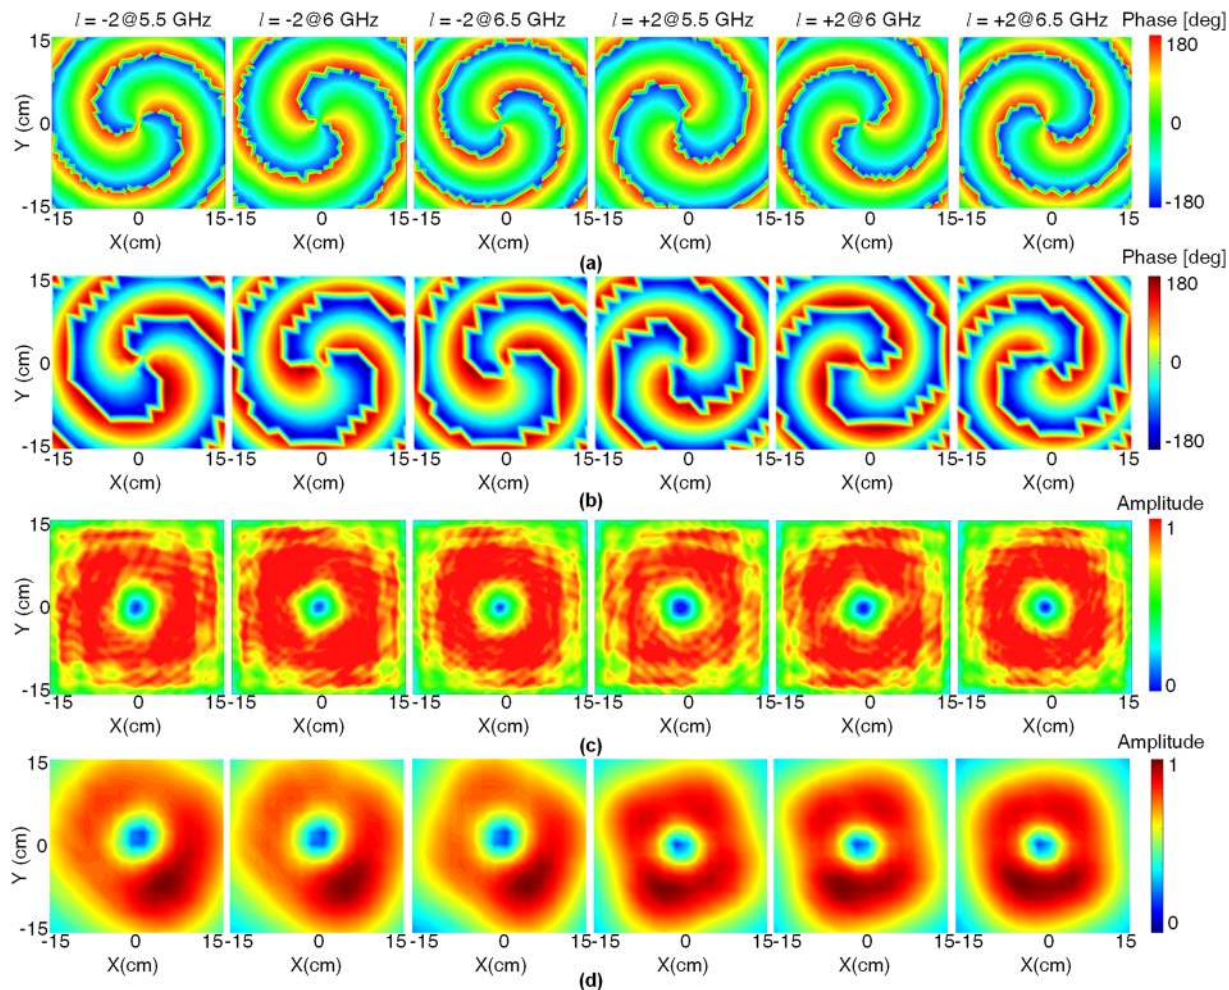 l = -2@5.5 GHz l = -2@6 GHz l = -2@6.5 GHz l = +2@5.5 GHz l = +2@6 GHz l = +2@6.5 GHz Phase [deg]
15 180
Y (cm) 0 0
-15 -180
-15 0 15 -15 0 15 -15 0 15 -15 0 15 -15 0 15 -15 0 15
X(cm) X(cm) X(cm) X(cm) X(cm) X(cm)
(a)
Phase [deg]
15 180
Y (cm) 0 0
-15 -180
-15 0 15 -15 0 15 -15 0 15 -15 0 15 -15 0 15 -15 0 15
X(cm) X(cm) X(cm) X(cm) X(cm) X(cm)
(b)
Amplitude
15 1
Y (cm) 0
-15 0
-15 0 15 -15 0 15 -15 0 15 -15 0 15 -15 0 15 -15 0 15
X(cm) X(cm) X(cm) X(cm) X(cm) X(cm)
(c)
Amplitude
15 1
Y (cm) 0
-15 0
-15 0 15 -15 0 15 -15 0 15 -15 0 15 -15 0 15 -15 0 15
X(cm) X(cm) X(cm) X(cm) X(cm) X(cm)
(d)